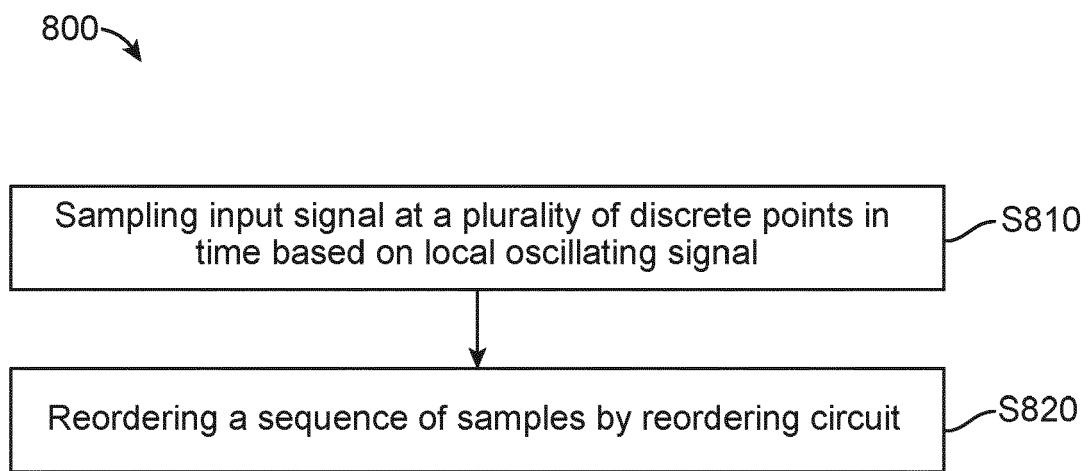 800
Sampling input signal at a plurality of discrete points in
time based on local oscillating signal
S810
Reordering a sequence of samples by reordering circuit
S820